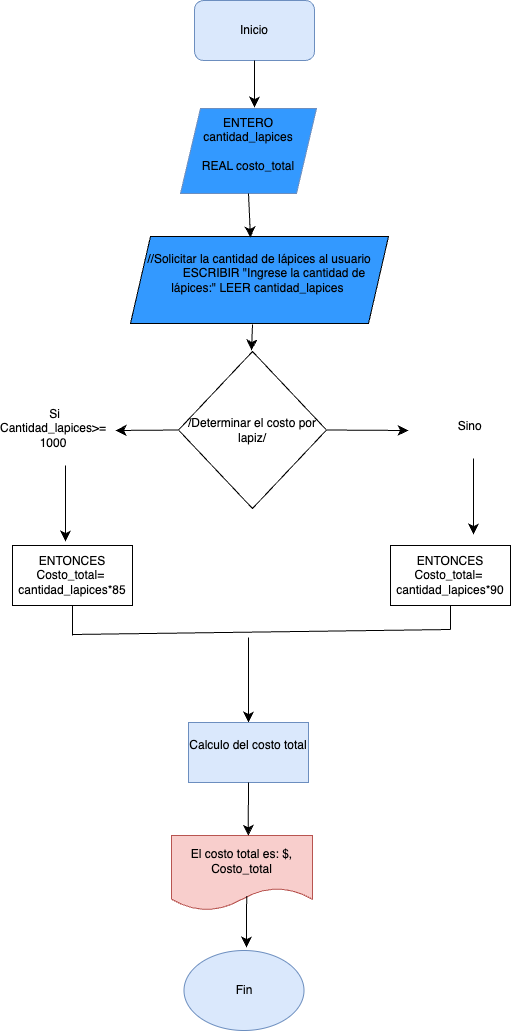 Inicio
ENTERO
cantidad_lapices
REAL costo_total
//Solicitar la cantidad de lápices al usuario
ESCRIBIR "Ingrese la cantidad de
lápices:" LEER cantidad_lapices
/Determinar el costo por
lapiz/
Si
Cantidad_lapices>=
1000
Sino
ENTONCES
Costo_total=
cantidad_lapices*85
ENTONCES
Costo_total=
cantidad_lapices*90
Calculo del costo total
El costo total es: $,
Costo_total
Fin